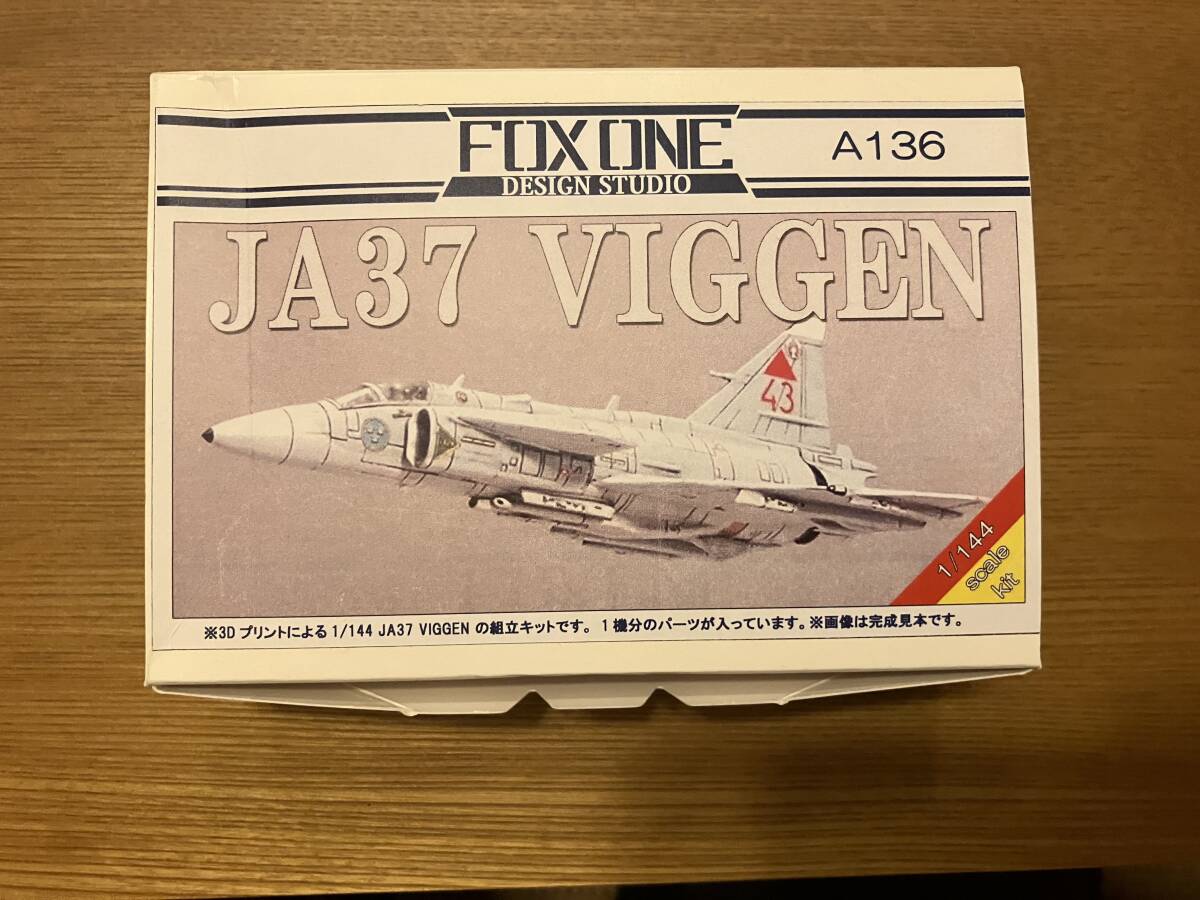 FOX ONE
DESIGN STUDIO
A136
JA37 VIGGEN
43
1/144
scale
kit
※3Dプリントによる1/144 JA37 VIGGEN の組立キットです。 1機分のパーツが入っています。※画像は完成見本です。